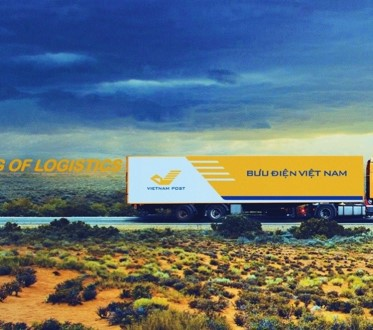 S OF LOGISTICS
VIETNAM POST
BƯU ĐIỆN VIỆT NAM